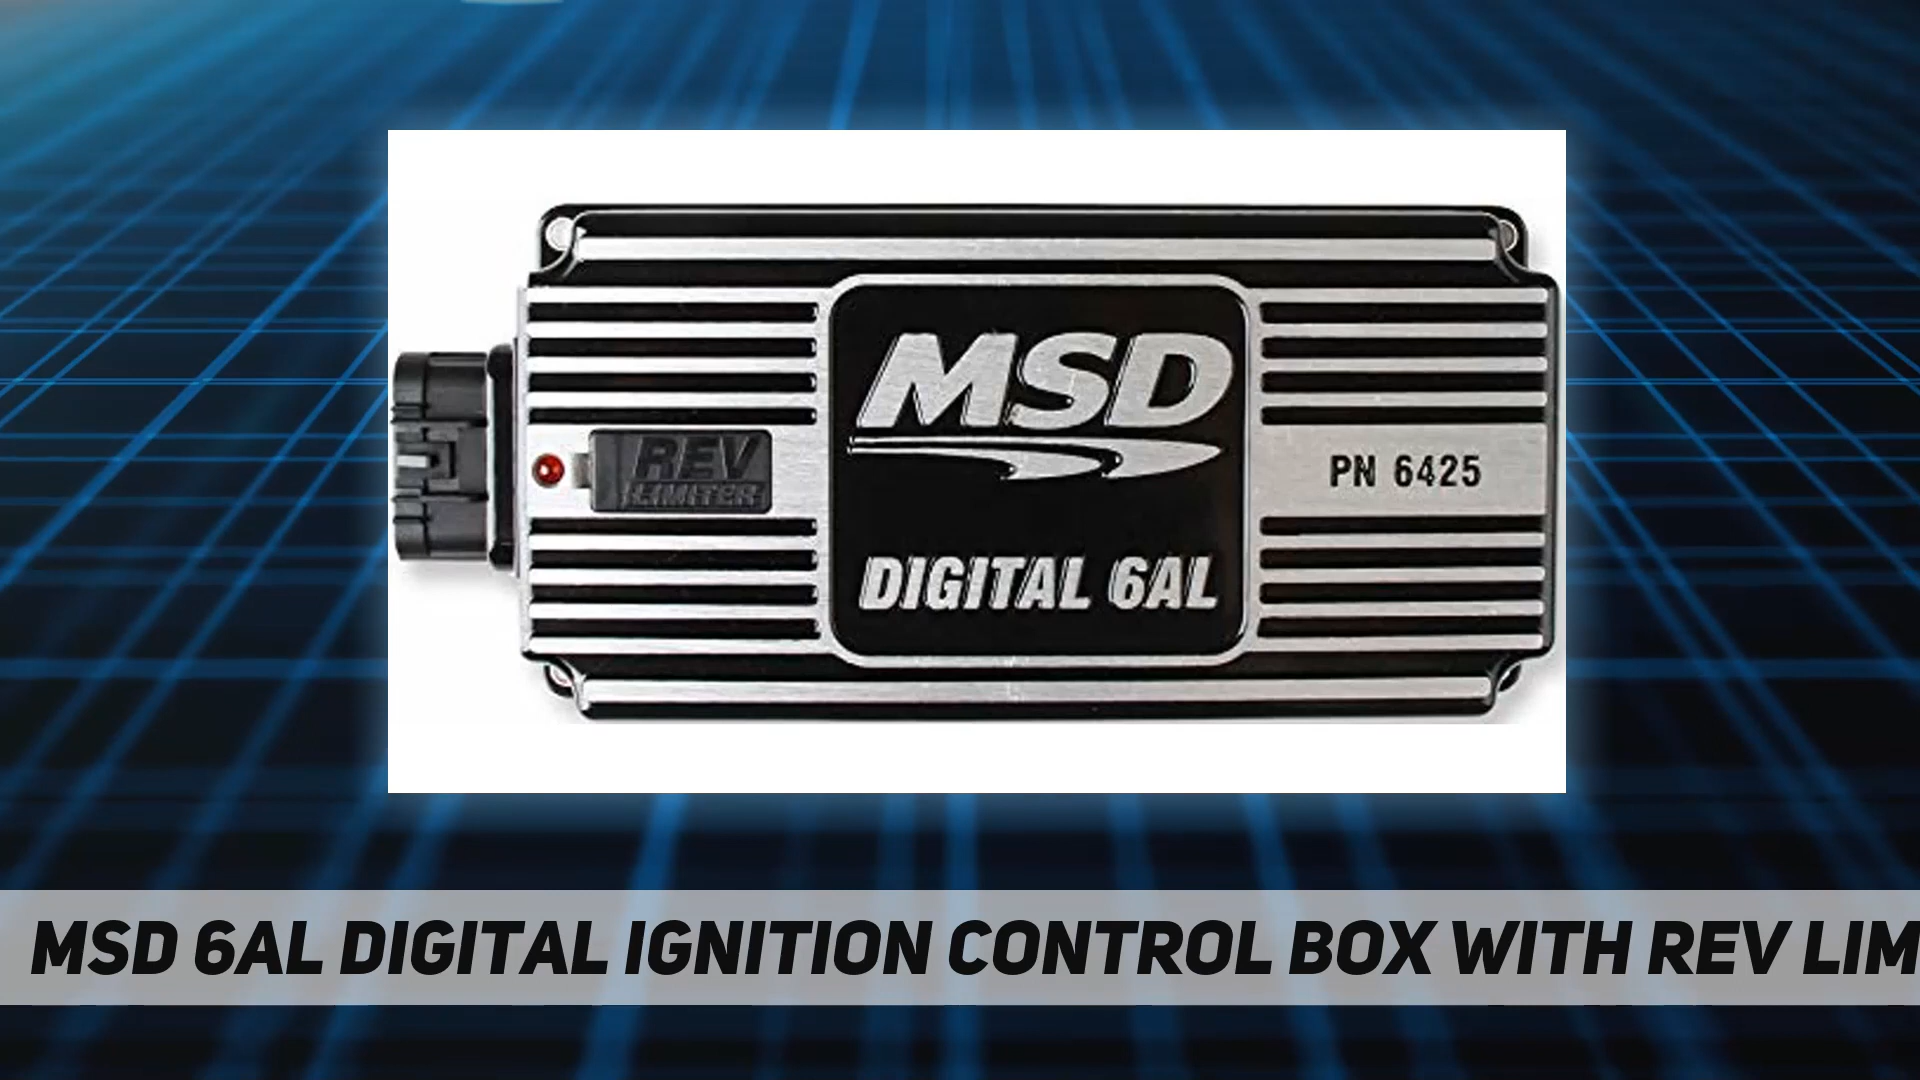 MSD
REV
LIMITER
PN 6425
DIGITAL 6AL
MSD 6AL DIGITAL IGNITION CONTROL BOX WITH REV LIM